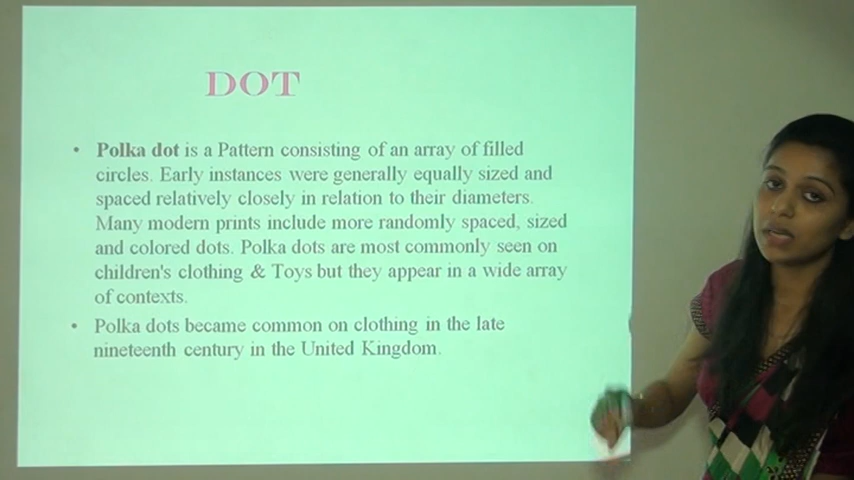 DOT
• Polka dot is a Pattern consisting of an array of filled
circles. Early instances were generally equally sized and
spaced relatively closely in relation to their diameters.
Many modern prints include more randomly spaced, sized
and colored dots. Polka dots are most commonly seen on
children's clothing & Toys but they appear in a wide array
of contexts.
• Polka dots became common on clothing in the late
nineteenth century in the United Kingdom.